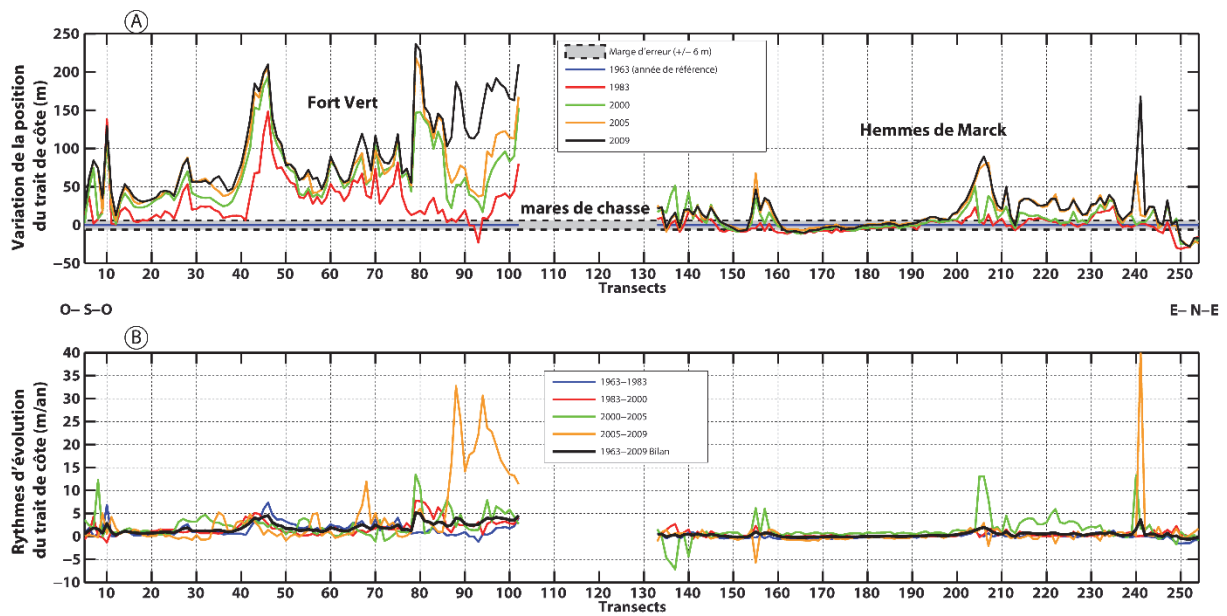 A
Variation de la position
du trait de côte (m)
250
200
150
100
50
0
−50
Fort Vert
mares de chasse
Hemmes de Marck
Marge d'erreur (+/− 6 m)
1963 (année de référence)
1983
2000
2005
2009
10 20 30 40 50 60 70 80 90 100 110 120 130 140 150 160 170 180 190 200 210 220 230 240 250
Transects
O− S−O
E− N−E
B
Rythmes d'évolution
du trait de côte (m/an)
40
35
30
25
20
15
10
5
0
−5
−10
1963−1983
1983−2000
2000−2005
2005−2009
1963−2009 Bilan
10 20 30 40 50 60 70 80 90 100 110 120 130 140 150 160 170 180 190 200 210 220 230 240 250
Transects